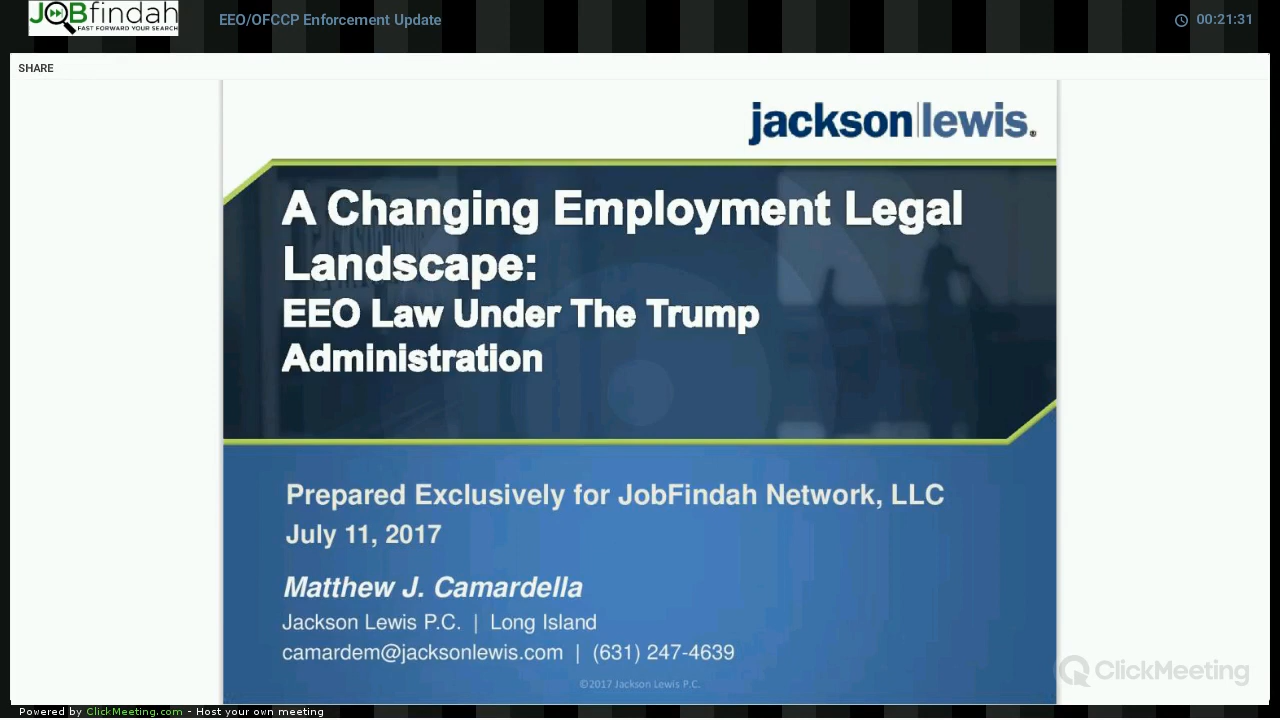 JOBfindah
FAST FORWARD YOUR SEARCH
EEO/OFCCP Enforcement Update
00:21:31
SHARE
jackson|lewis.®
A Changing Employment Legal
Landscape:
EEO Law Under The Trump
Administration
Prepared Exclusively for JobFindah Network, LLC
July 11, 2017
Matthew J. Camardella
Jackson Lewis P.C. | Long Island
camardem@jacksonlewis.com | (631) 247-4639
©2017 Jackson Lewis P.C.
ClickMeeting
Powered by ClickMeeting.com - Host your own meeting